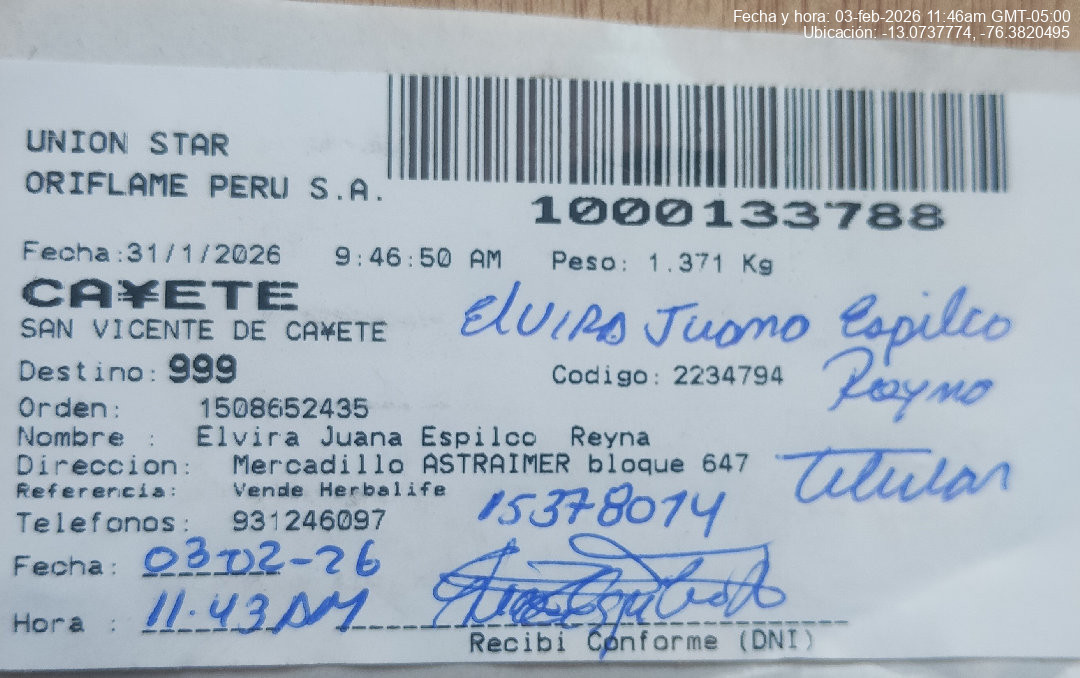 Fecha y hora: 03-feb-2026 11:46am GMT-05:00
Ubicación: -13.0737774, -76.3820495
UNION STAR
ORIFLAME PERU S.A.
1000133788
Fecha:31/1/2026 9:46:50 AM Peso: 1.371 Kg
CA¥ETE
SAN VICENTE DE CA¥ETE
Elvira Juana Espilco
Reyna
Destino: 999 Codigo: 2234794
Orden: 1508652435
Nombre : Elvira Juana Espilco Reyna
Direccion: Mercadillo ASTRAIMER bloque 647
titular
Referencia: Vende Herbalife
Telefonos: 931246097
15378014
Fecha: 03-02-26
Hora : 11:43 AM
Recibi Conforme (DNI)